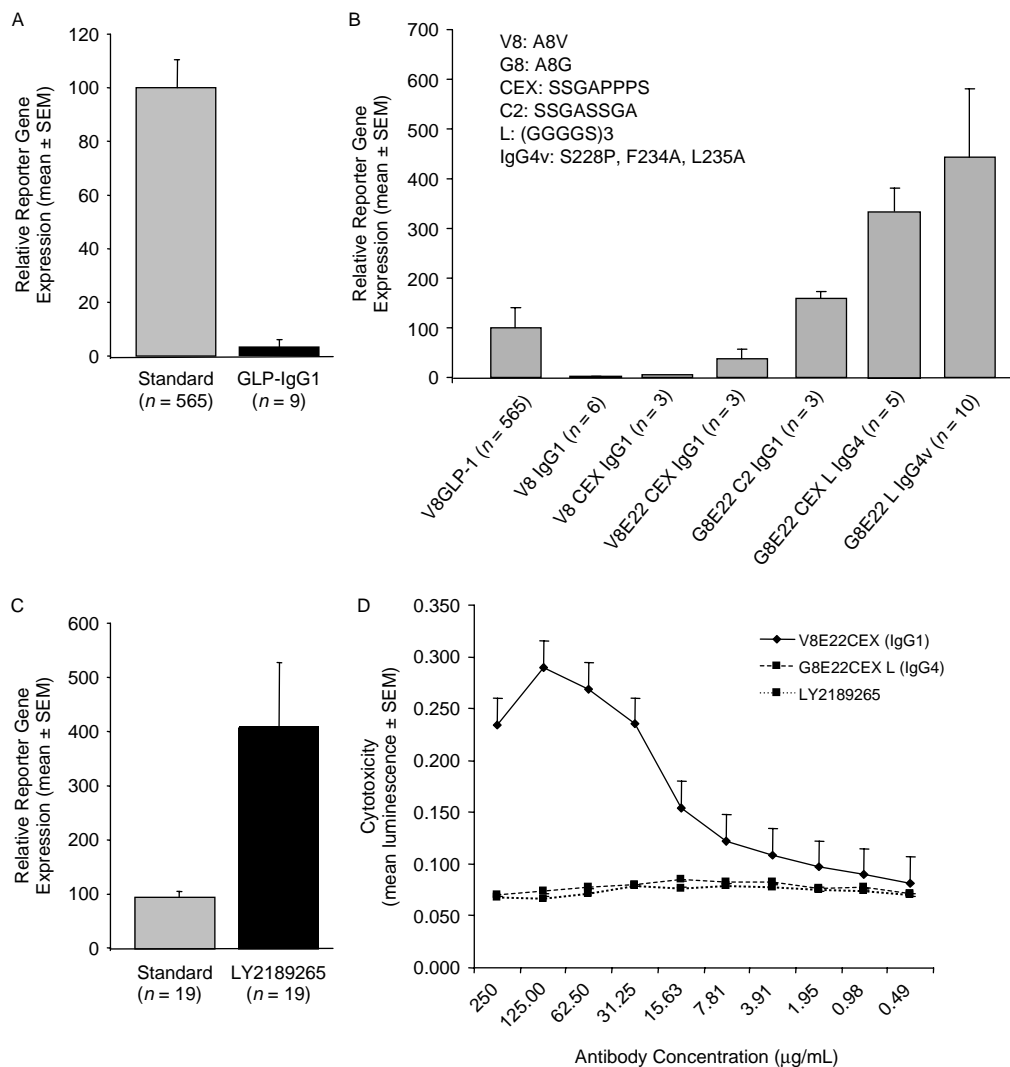 A
Relative Reporter Gene
Expression (mean ± SEM)
120
100
80
60
40
20
0
Standard
(n = 565)
GLP-IgG1
(n = 9)
B
Relative Reporter Gene
Expression (mean ± SEM)
700
600
500
400
300
200
100
0
V8: A8V
G8: A8G
CEX: SSGAPPPS
C2: SSGASSGA
L: (GGGGS)3
IgG4v: S228P, F234A, L235A
V8GLP-1 (n = 565)
V8 IgG1 (n = 6)
V8 CEX IgG1 (n = 3)
V8E22 CEX IgG1 (n = 3)
G8E22 C2 IgG1 (n = 3)
G8E22 CEX L IgG4 (n = 5)
G8E22 L IgG4v (n = 10)
C
Relative Reporter Gene
Expression (mean ± SEM)
600
500
400
300
200
100
0
Standard
(n = 19)
LY2189265
(n = 19)
D
Cytotoxicity
(mean luminescence ± SEM)
0.350
0.300
0.250
0.200
0.150
0.100
0.050
0.000
V8E22CEX (IgG1)
G8E22CEX L (IgG4)
LY2189265
250
125.00
62.50
31.25
15.63
7.81
3.91
1.95
0.98
0.49
Antibody Concentration (μg/mL)